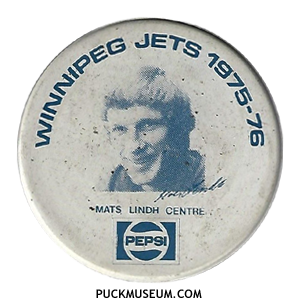 WINNIPEG JETS 1975-76
MATS LINDH CENTRE
PEPSI
PUCKMUSEUM.COM